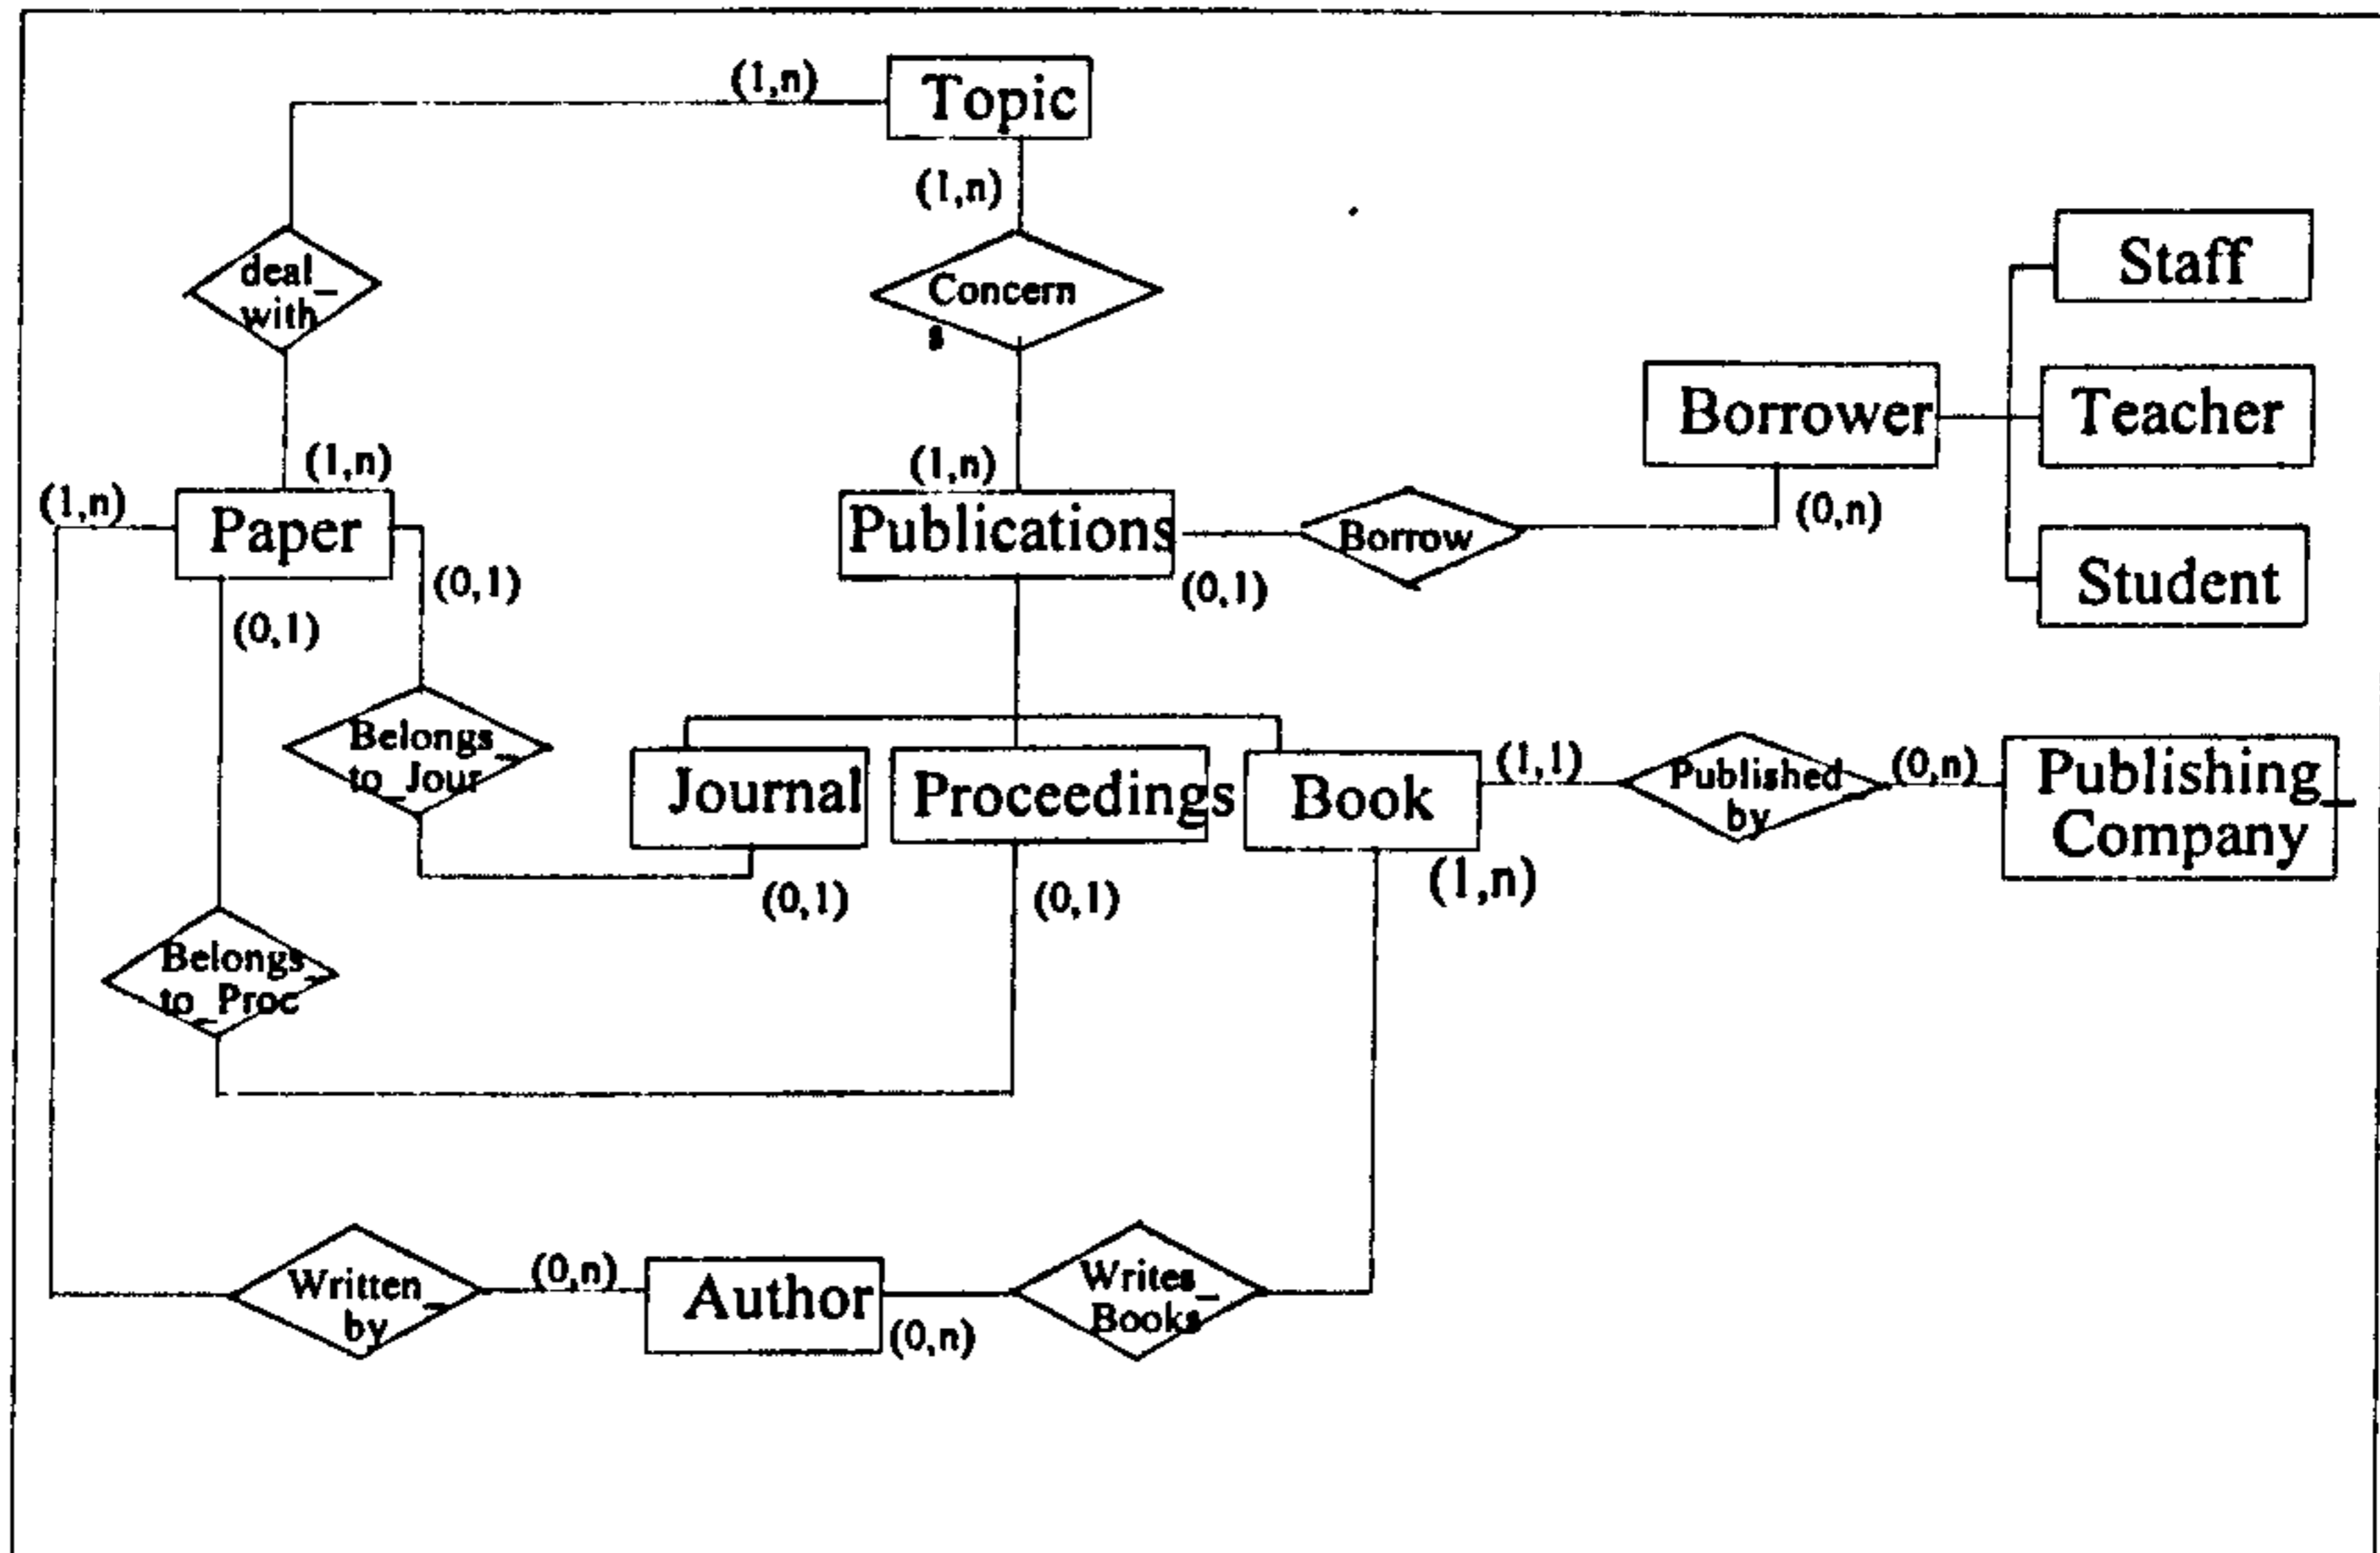 (1,n)
Topic
(1,n)
deal_
with
Concern
s
Staff
Borrower
Teacher
(1,n)
(1,n)
(1,n)
Paper
Publications
Borrow
(0,n)
(0,1)
(0,1)
Student
(0,1)
Belongs_
to_Jour
Journal
Proceedings
Book
(1,1)
Published
by
(0,n)
Publishing_
Company
(0,1)
(0,1)
(1,n)
Belongs_
to_Proc
Written_
by
(0,n)
Author
(0,n)
Writes_
Books